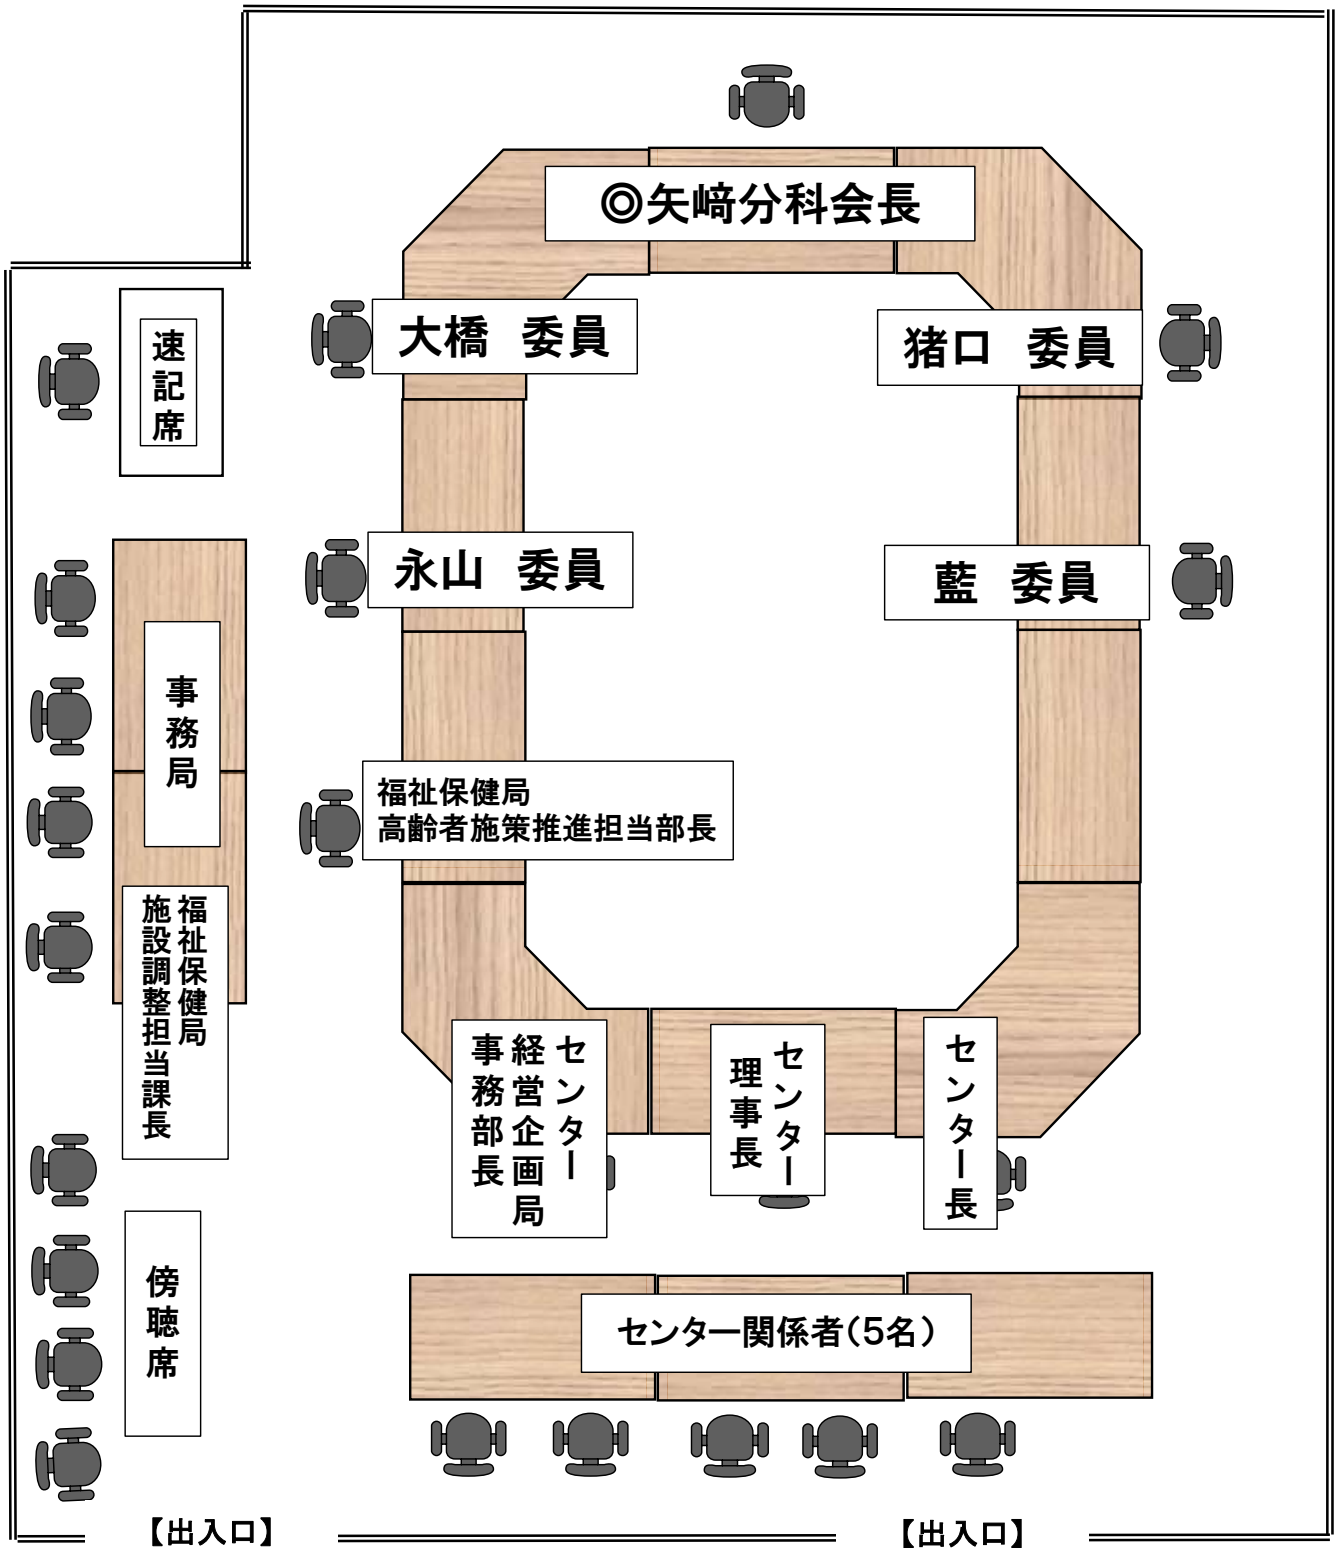 ◎矢﨑分科会長
大橋　委員
猪口　委員
速記席
永山　委員
藍　委員
事務局
福祉保健局
高齢者施策推進担当部長
福祉保健局
施設調整担当課長
センター
経営企画局
事務部長
センター
理事長
センター長
傍聴席
センター関係者（5名）
【出入口】
【出入口】